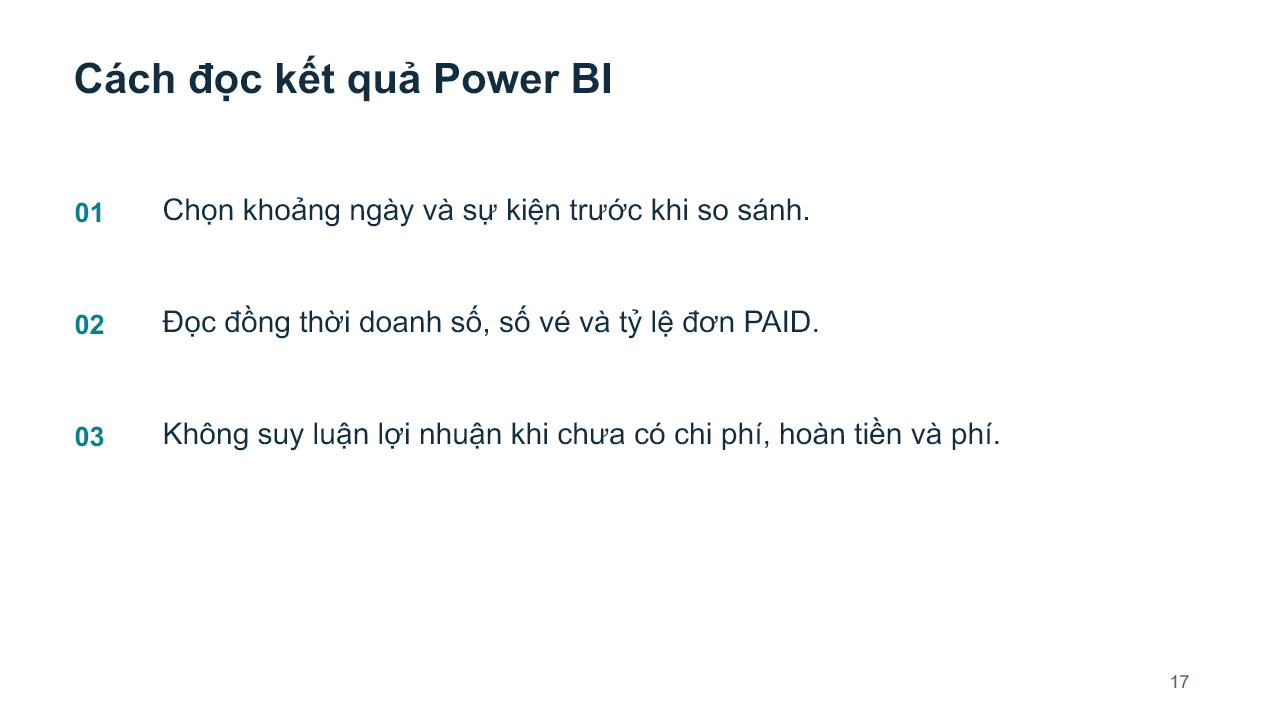 Cách đọc kết quả Power BI
01 Chọn khoảng ngày và sự kiện trước khi so sánh.
02 Đọc đồng thời doanh số, số vé và tỷ lệ đơn PAID.
03 Không suy luận lợi nhuận khi chưa có chi phí, hoàn tiền và phí.
17